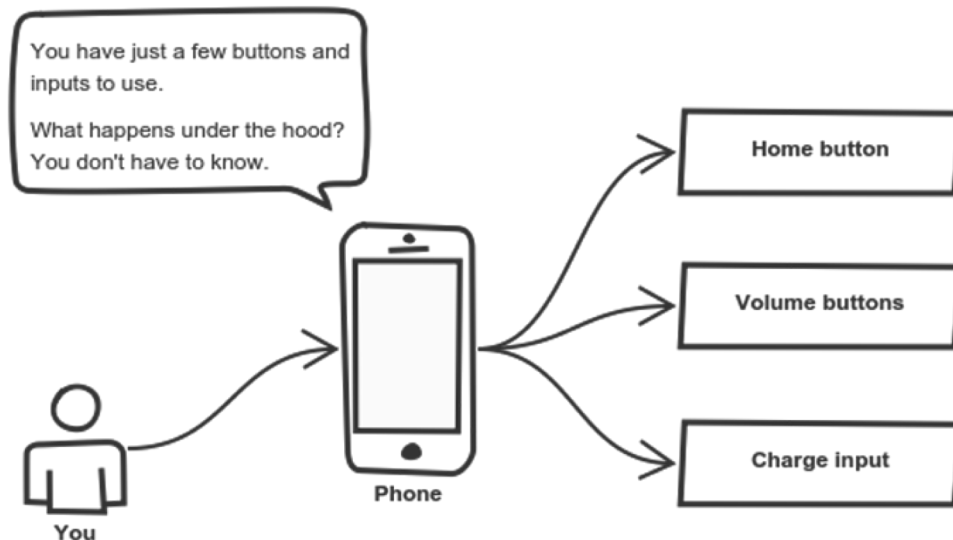 You have just a few buttons and
inputs to use.
What happens under the hood?
You don't have to know.
Home button
Volume buttons
Charge input
Phone
You